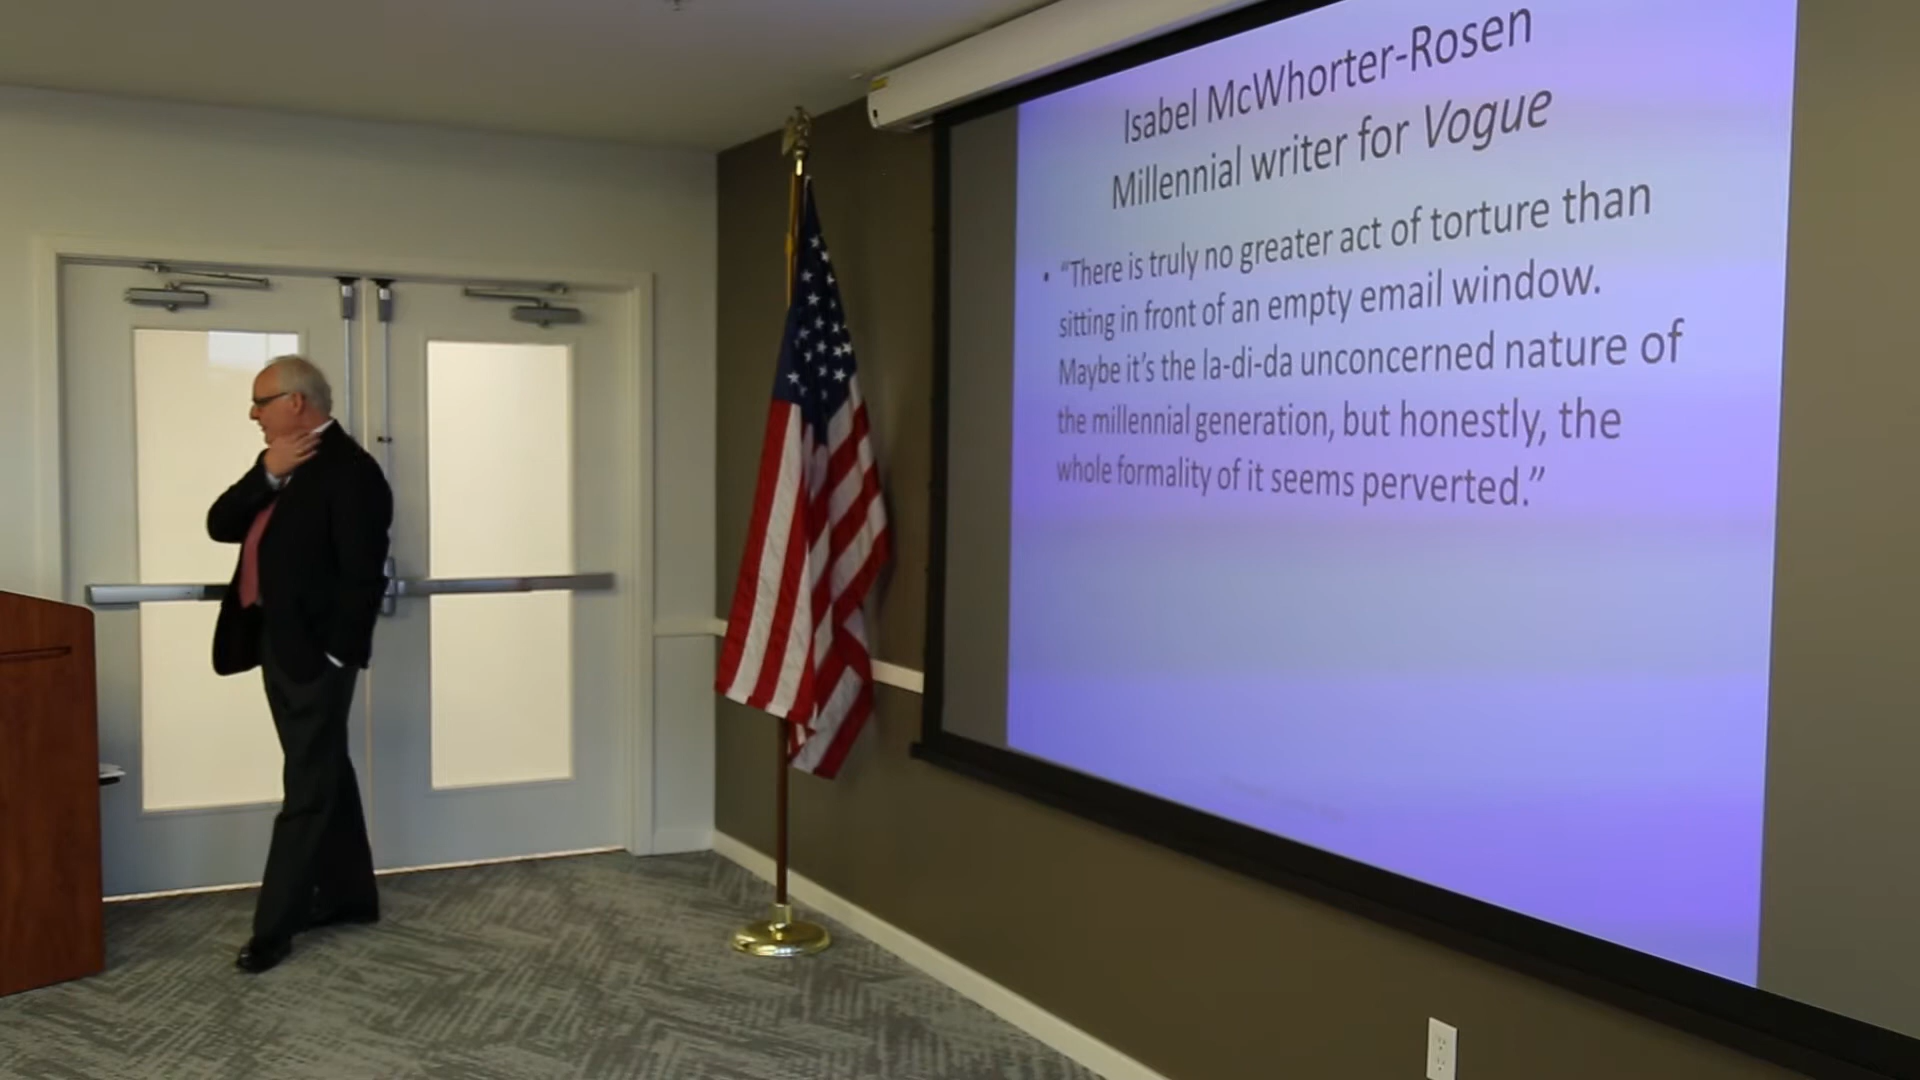 Isabel McWhorter-Rosen
Millennial writer for Vogue
• “There is truly no greater act of torture than
sitting in front of an empty email window.
Maybe it’s the la-di-da unconcerned nature of
the millennial generation, but honestly, the
whole formality of it seems perverted.”